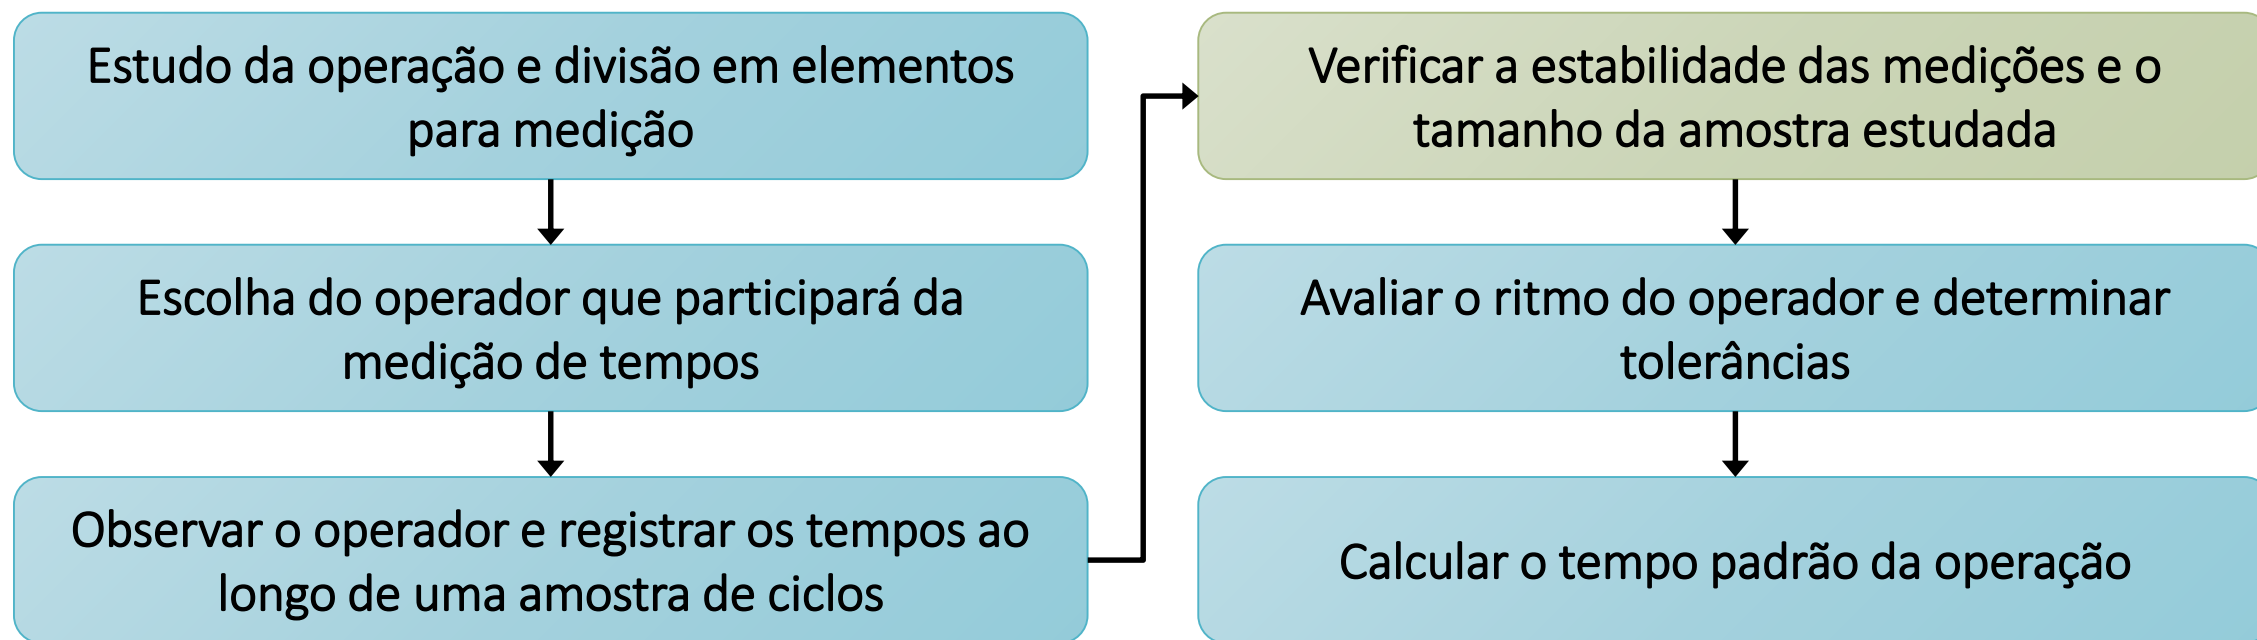 Estudo da operação e divisão em elementos
para medição
Escolha do operador que participará da
medição de tempos
Observar o operador e registrar os tempos ao
longo de uma amostra de ciclos
Verificar a estabilidade das medições e o
tamanho da amostra estudada
Avaliar o ritmo do operador e determinar
tolerâncias
Calcular o tempo padrão da operação